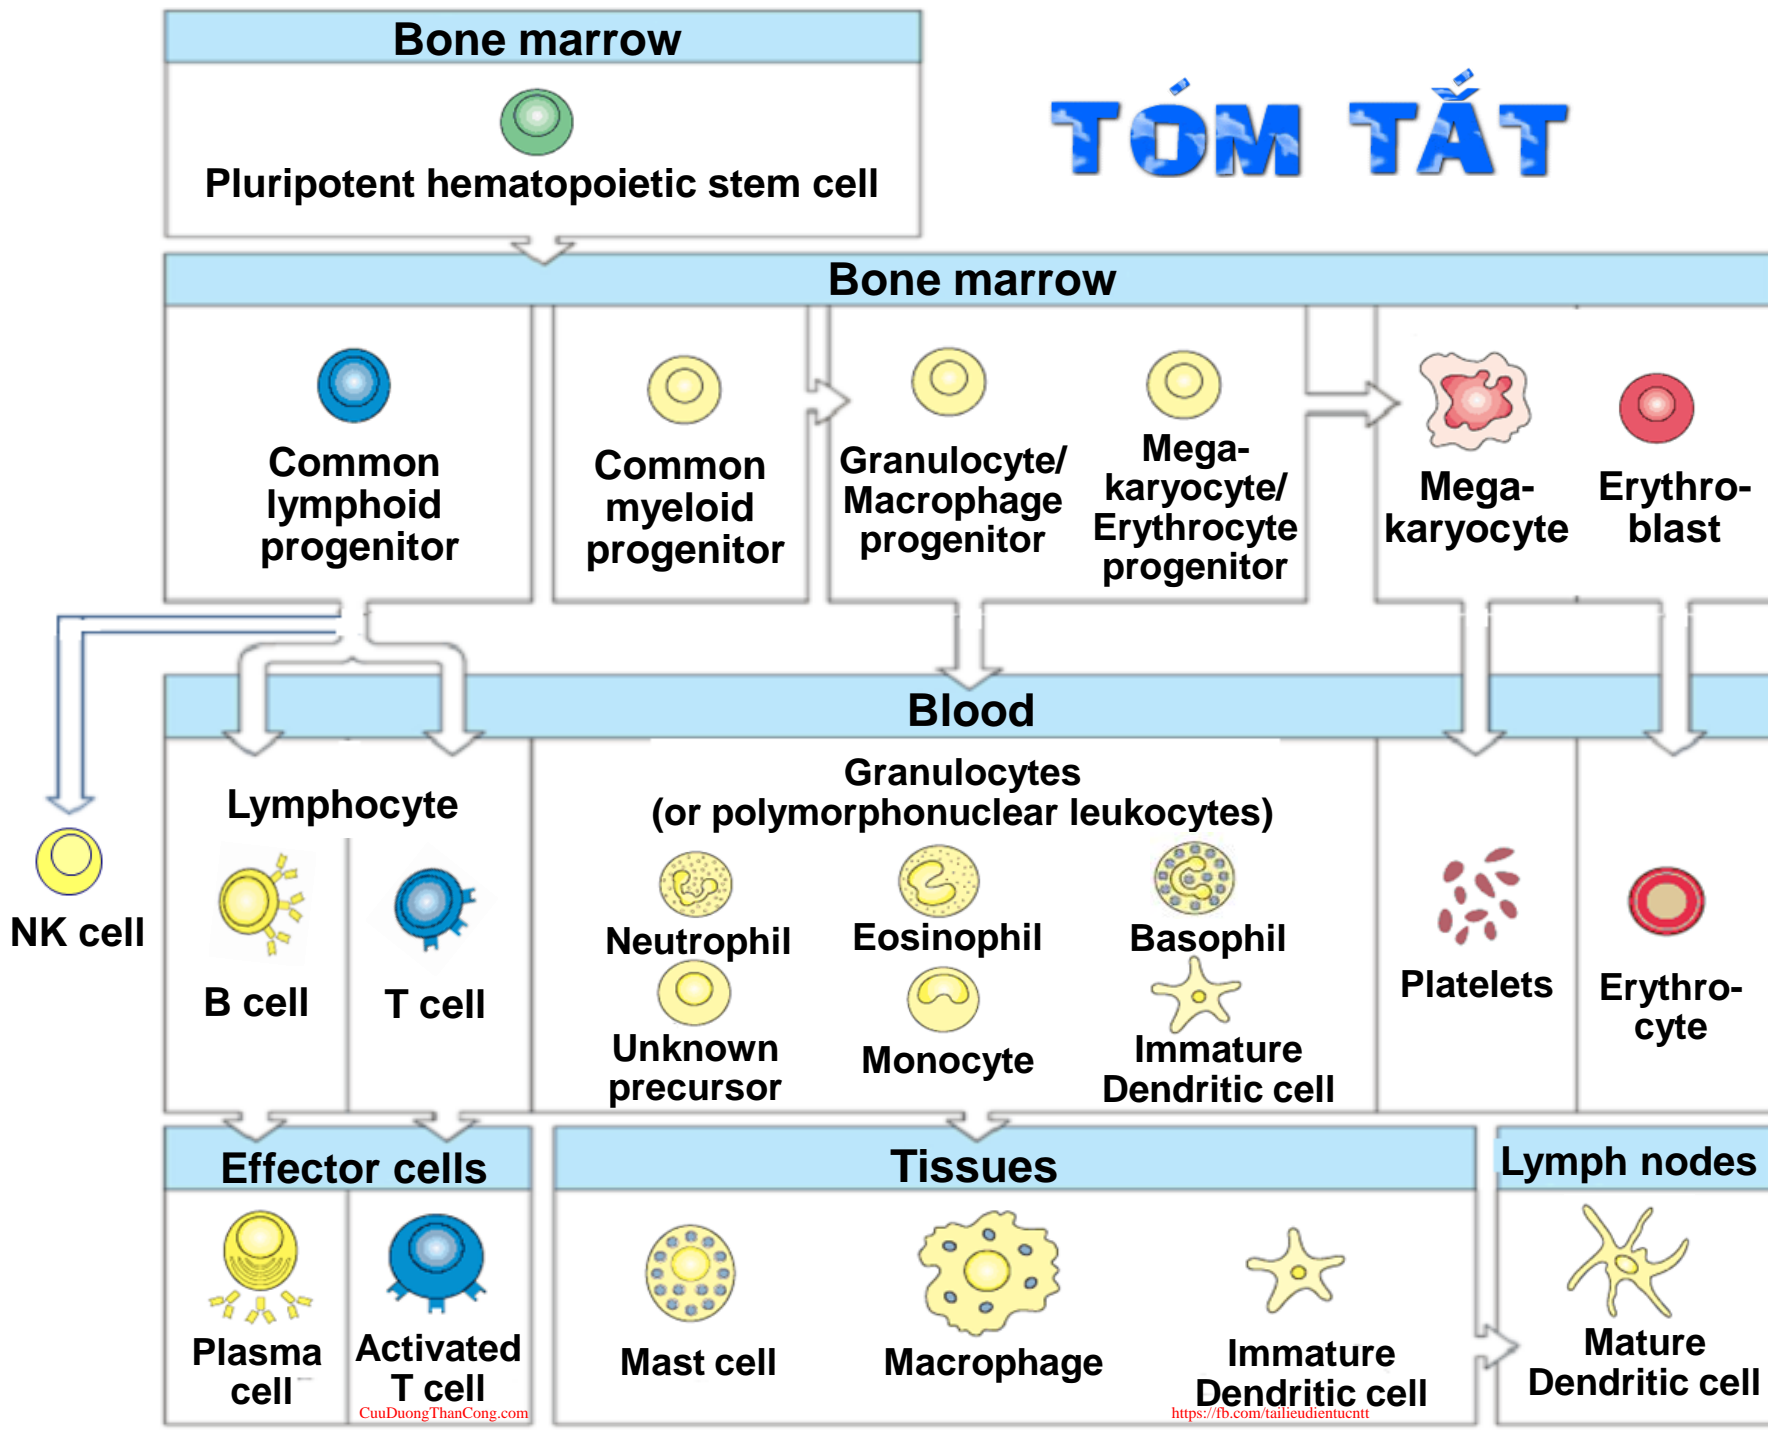 Bone marrow
TÓM TẮT
Pluripotent hematopoietic stem cell
Bone marrow
Common
lymphoid
progenitor
Common
myeloid
progenitor
Granulocyte/
Macrophage
progenitor
Mega-
karyocyte/
Erythrocyte
progenitor
Mega-
karyocyte
Erythro-
blast
Blood
Lymphocyte
Granulocytes
(or polymorphonuclear leukocytes)
NK cell
B cell
T cell
Neutrophil
Eosinophil
Basophil
Unknown
precursor
Monocyte
Immature
Dendritic cell
Platelets
Erythro-
cyte
Effector cells
Tissues
Lymph nodes
Plasma
cell
Activated
T cell
Mast cell
Macrophage
Immature
Dendritic cell
Mature
Dendritic cell
CuuDuongThanCong.com
https://fb.com/tailieudientucntt